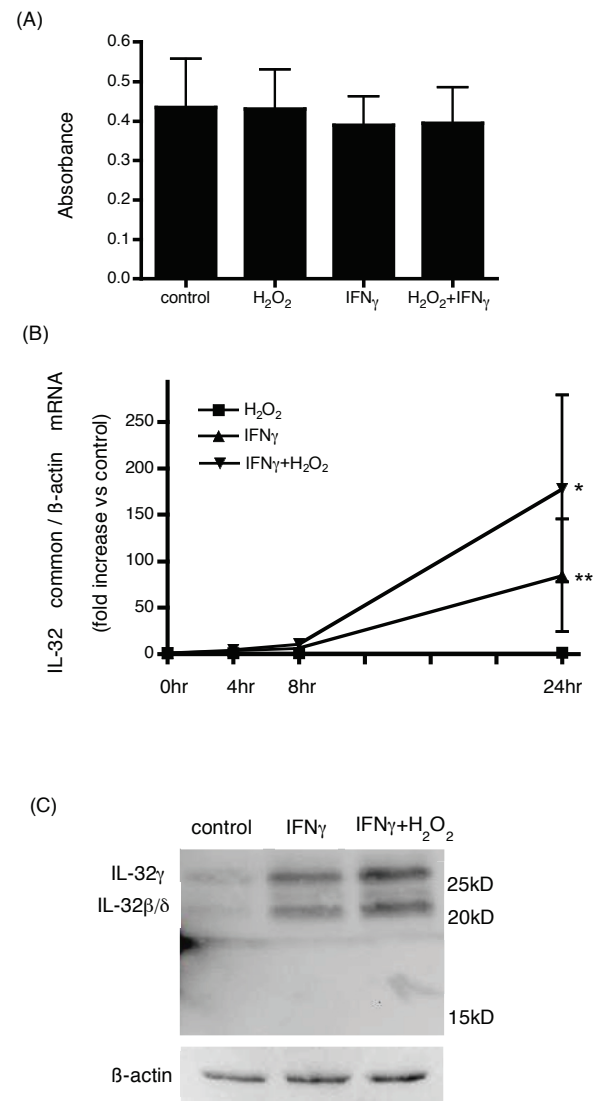 (A)
Absorbance
0.6
0.5
0.4
0.3
0.2
0.1
0.0
control H₂O₂ IFNγ H₂O₂+IFNγ
(B)
IL-32 common / ß-actin mRNA
(fold increase vs control)
250
200
150
100
50
0
H₂O₂
IFNγ
IFNγ+H₂O₂
*
**
0hr 4hr 8hr 24hr
(C)
control IFNγ IFNγ+H₂O₂
IL-32γ
IL-32β/δ
25kD
20kD
15kD
ß-actin